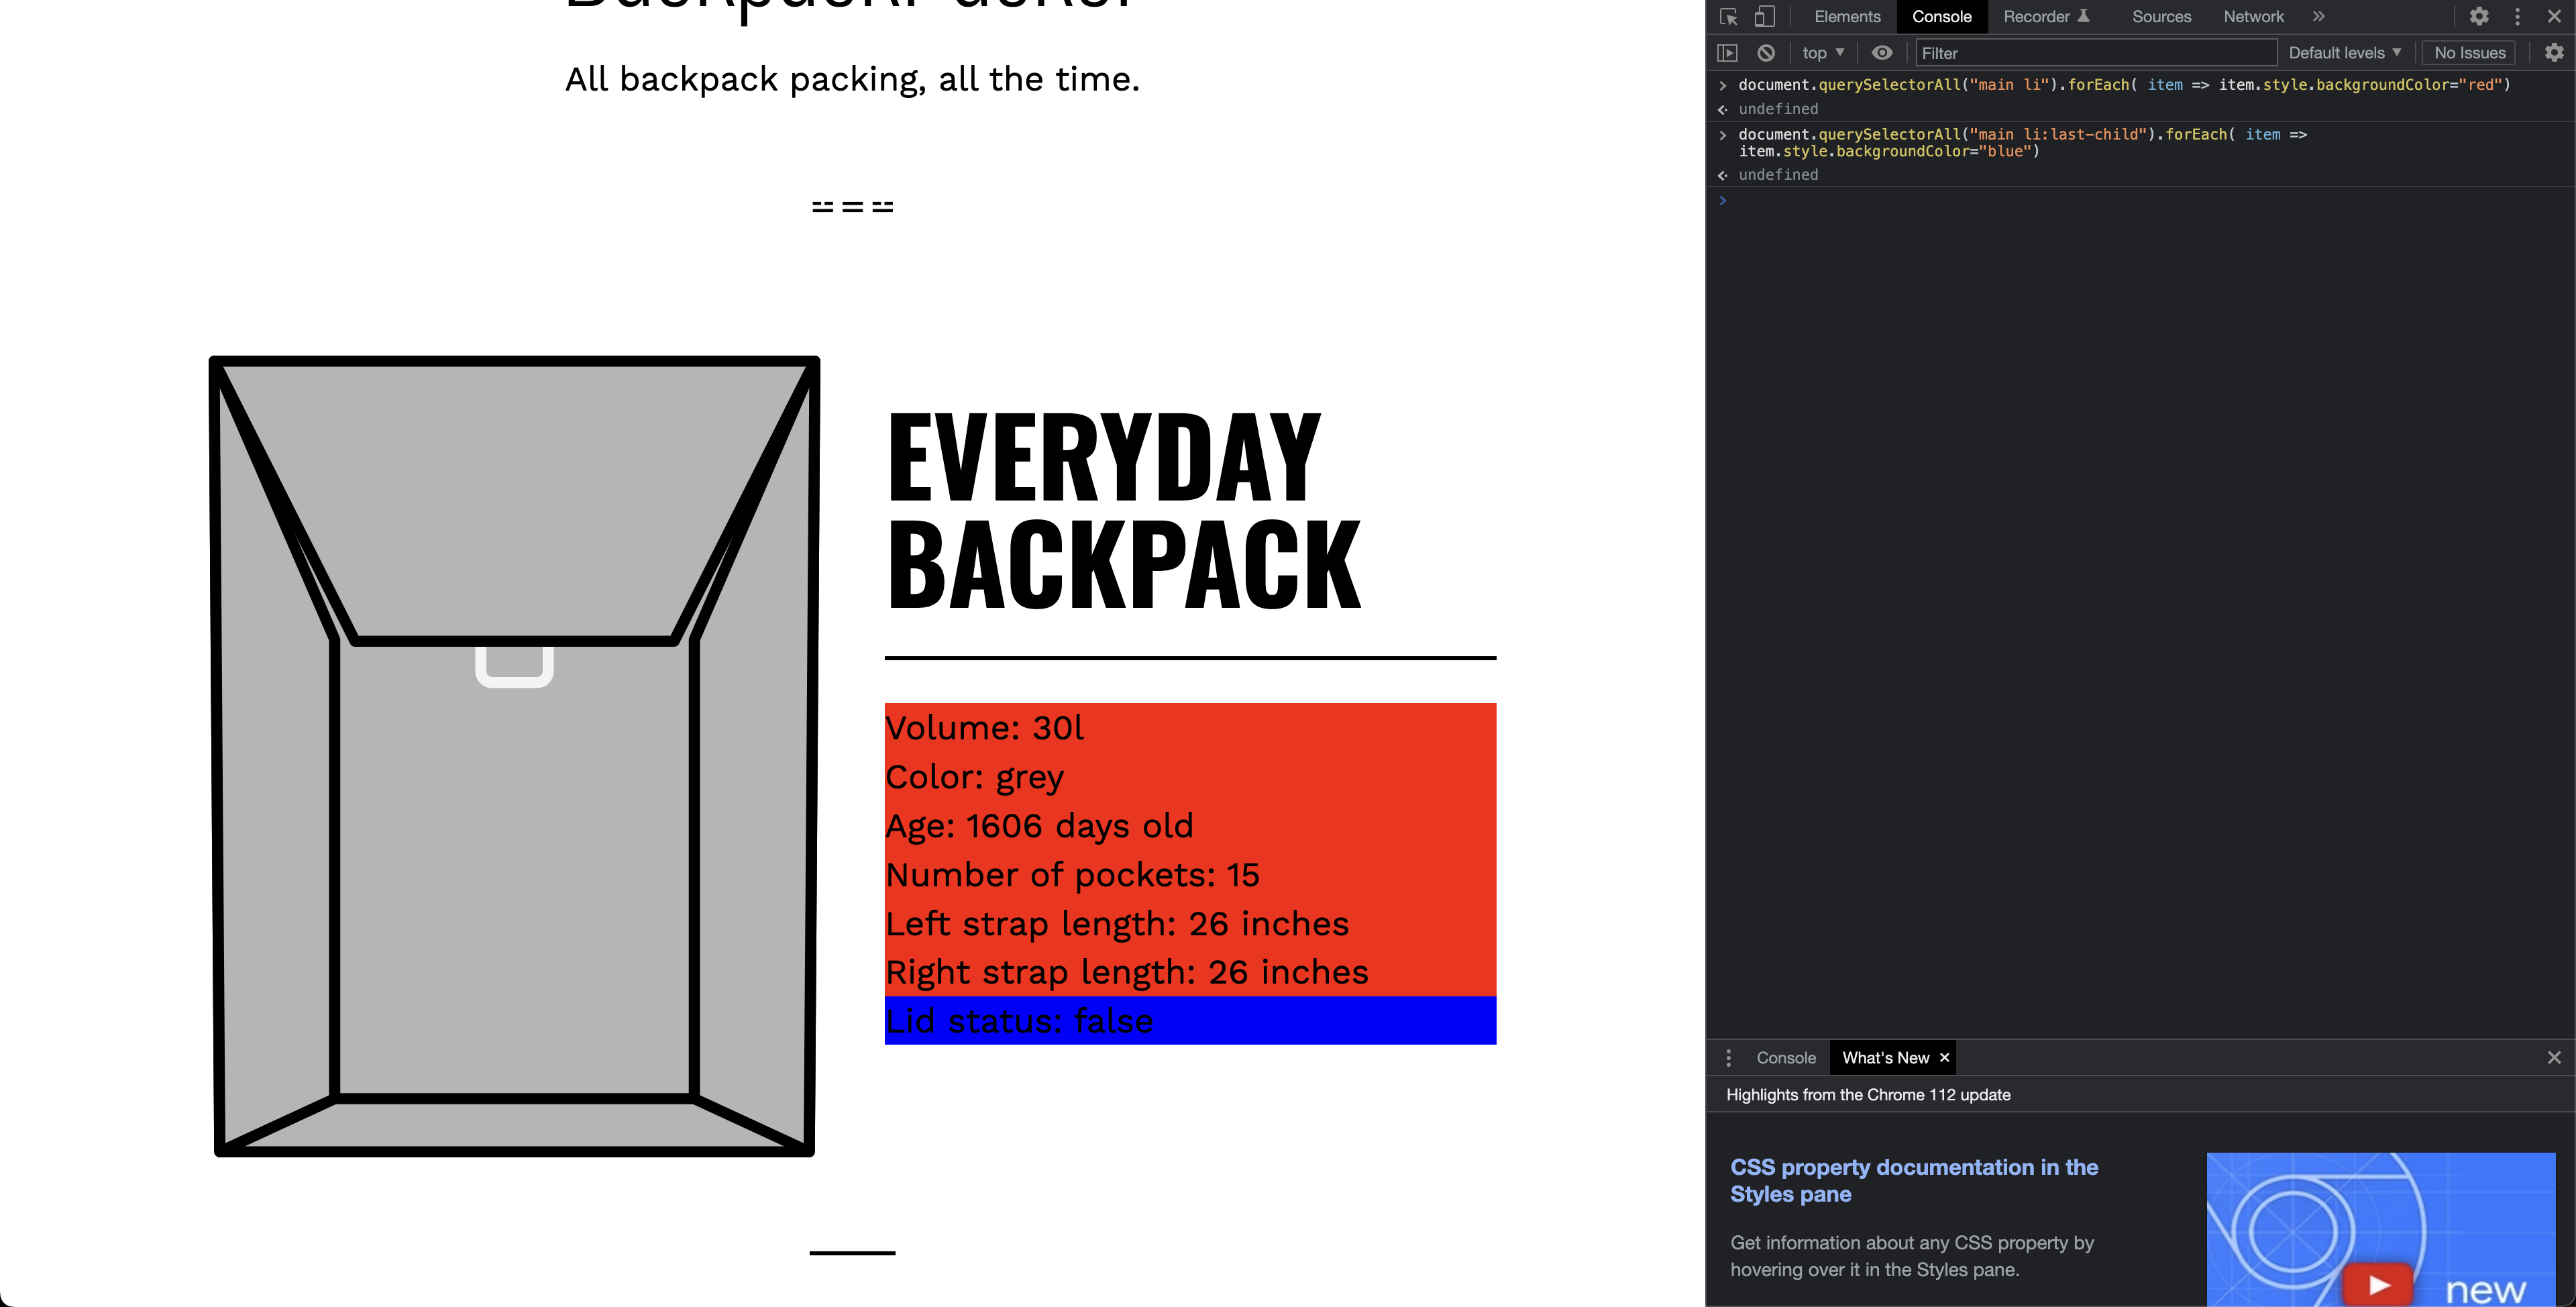 All backpack packing, all the time.
===
EVERYDAY
BACKPACK
Volume: 30l
Color: grey
Age: 1606 days old
Number of pockets: 15
Left strap length: 26 inches
Right strap length: 26 inches
Lid status: false
Elements Console Recorder Sources Network »
top Filter Default levels No Issues
> document.querySelectorAll("main li").forEach( item => item.style.backgroundColor="red")
undefined
> document.querySelectorAll("main li:last-child").forEach( item =>
item.style.backgroundColor="blue")
undefined
>
Console What's New ×
Highlights from the Chrome 112 update
CSS property documentation in the
Styles pane
Get information about any CSS property by
hovering over it in the Styles pane.
new